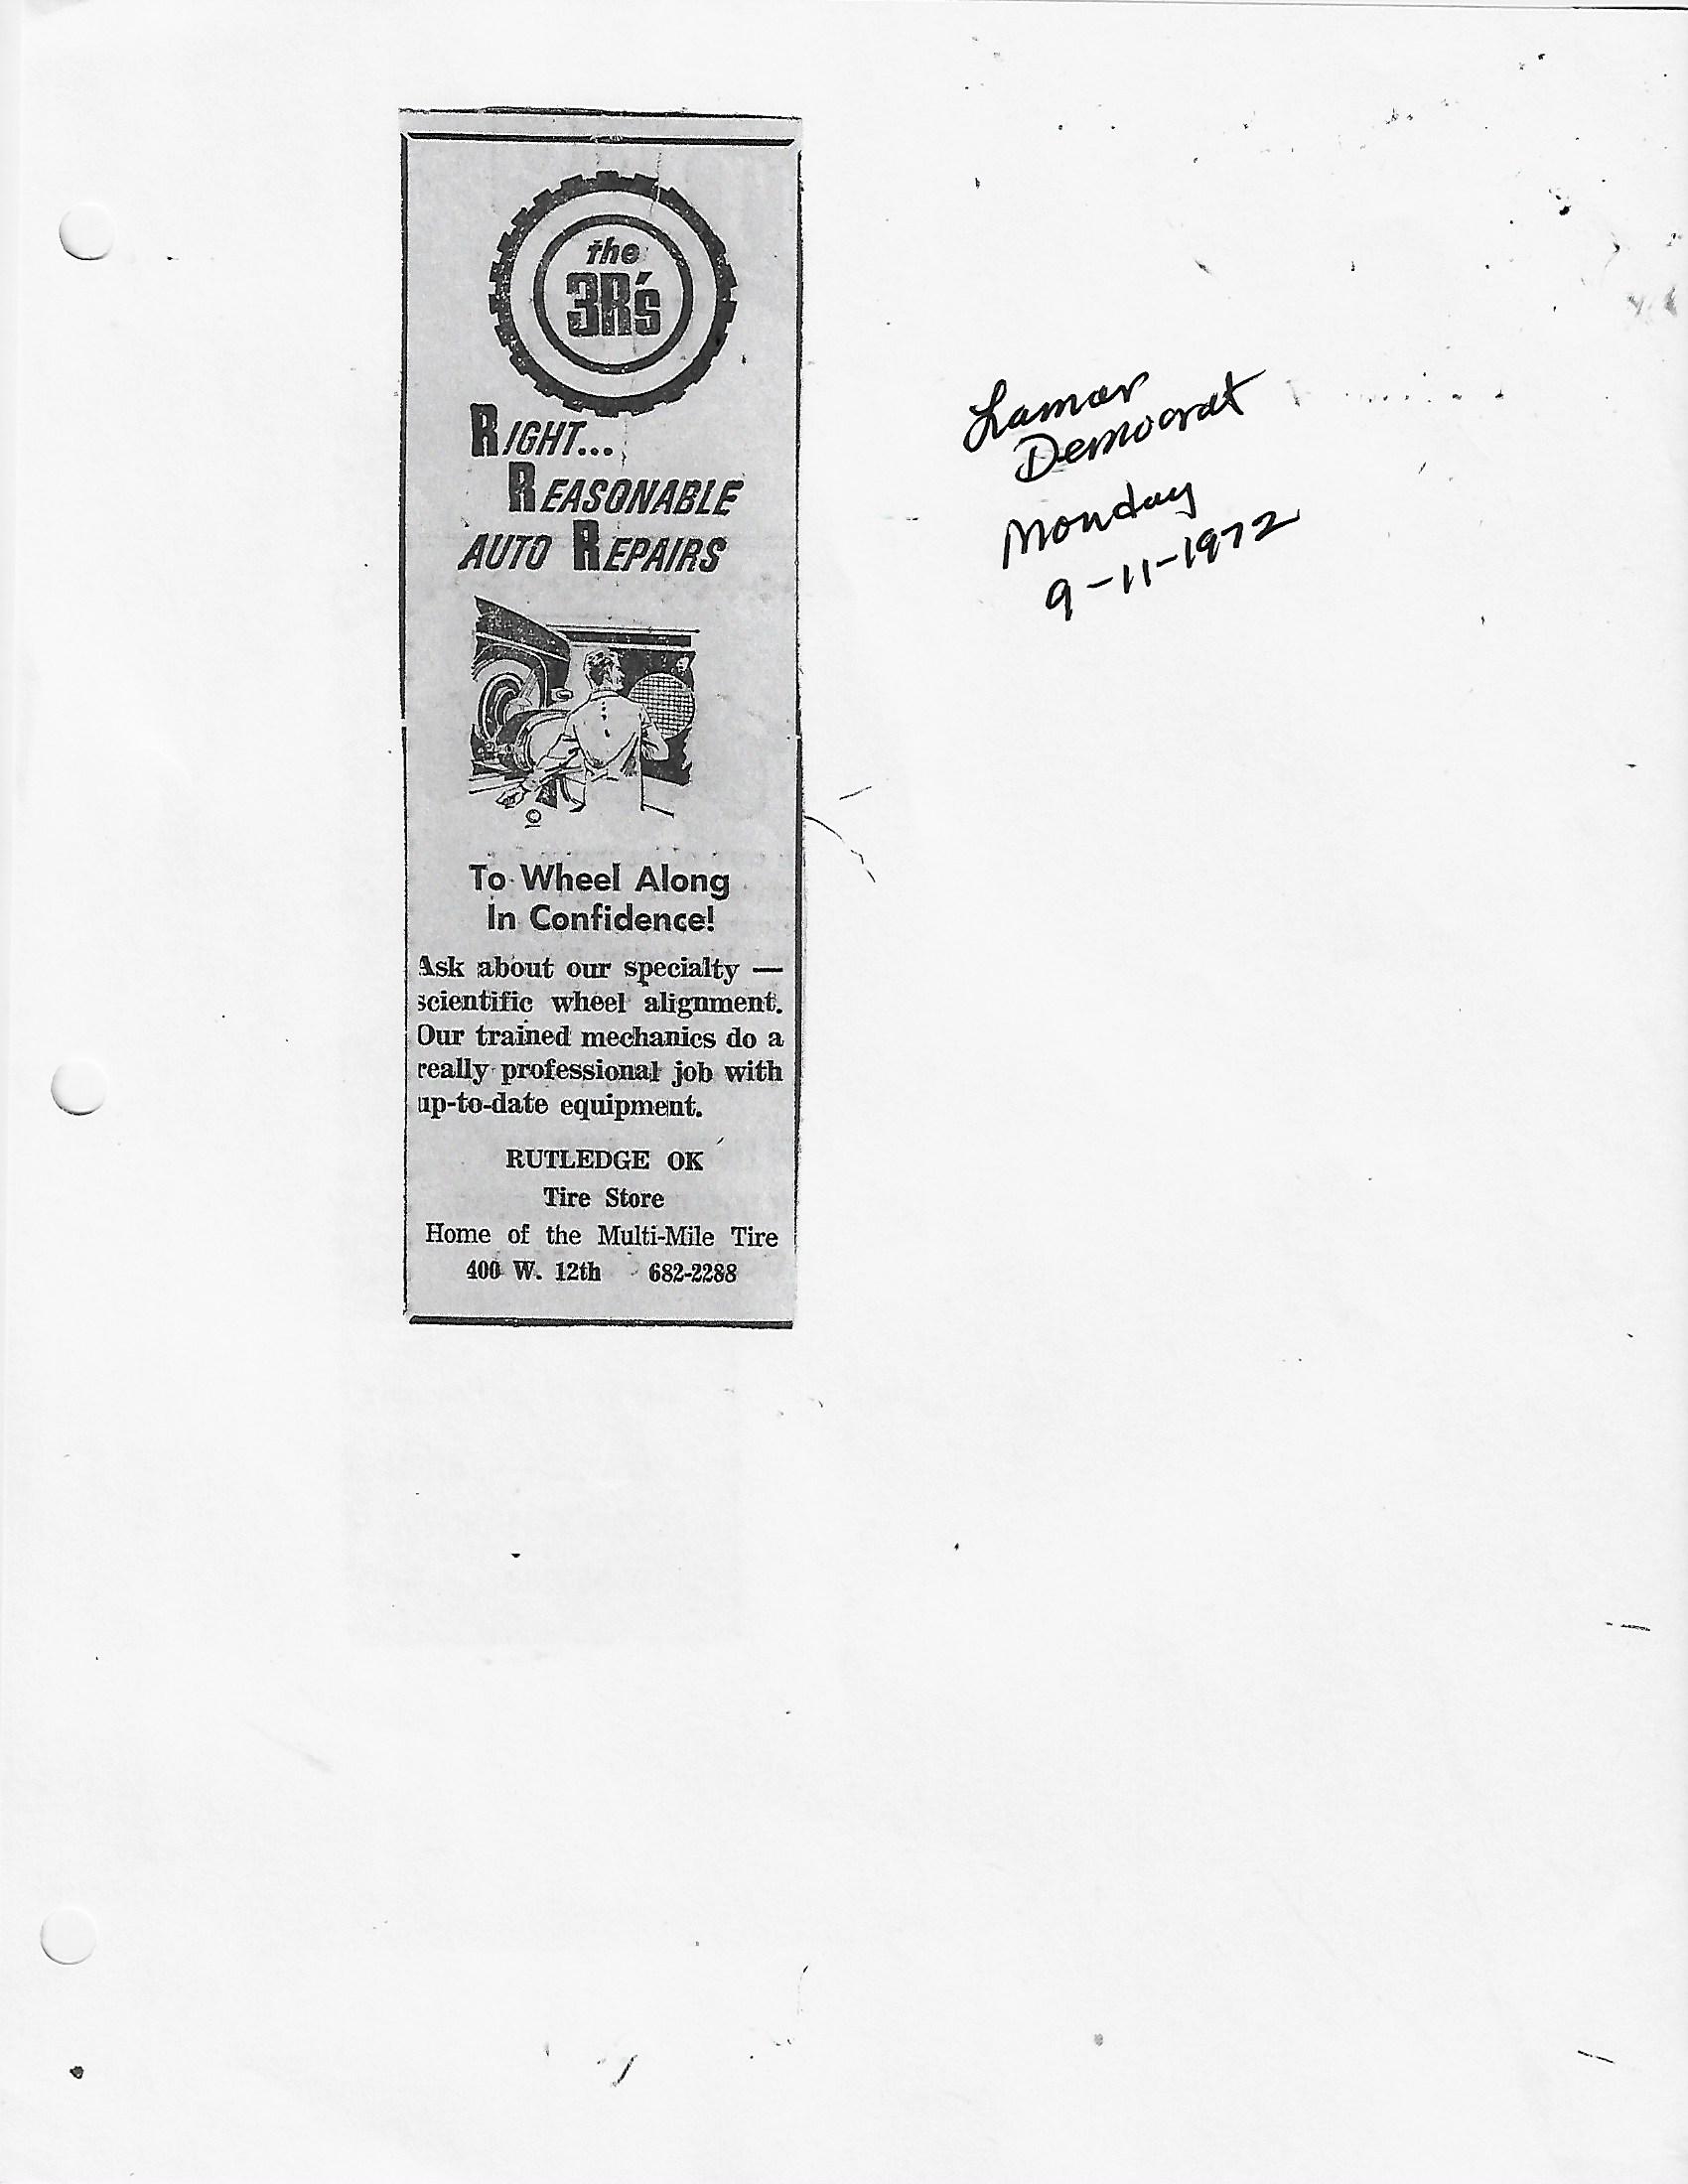 the
3R's
RIGHT...
REASONABLE
AUTO REPAIRS
©
To Wheel Along
In Confidence!
Ask about our specialty —
scientific wheel alignment.
Our trained mechanics do a
really professional job with
up-to-date equipment.
RUTLEDGE OK
Tire Store
Home of the Multi-Mile Tire
400 W. 12th 682-2288
Lamar
Democrat
Monday
9-11-1972